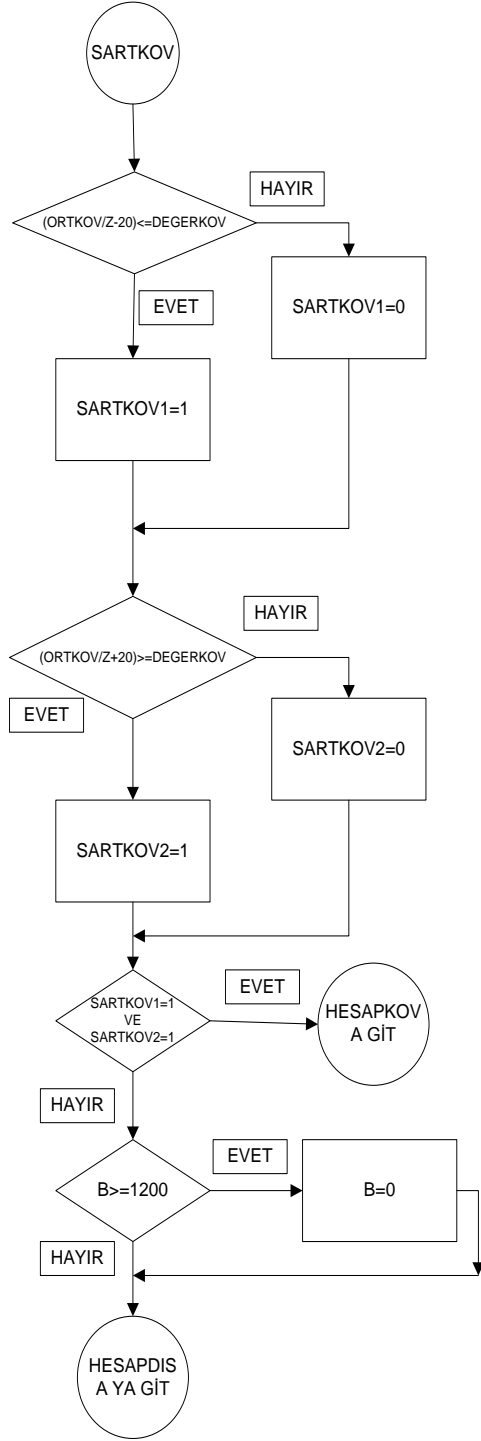 SARTKOV
HAYIR
(ORTKOV/Z-20)<=DEGERKOV
EVET
SARTKOV1=0
SARTKOV1=1
HAYIR
(ORTKOV/Z+20)>=DEGERKOV
EVET
SARTKOV2=0
SARTKOV2=1
EVET
SARTKOV1=1
VE
SARTKOV2=1
HESAPKOV
A GİT
HAYIR
EVET
B>=1200
B=0
HAYIR
HESAPDIS
A YA GİT